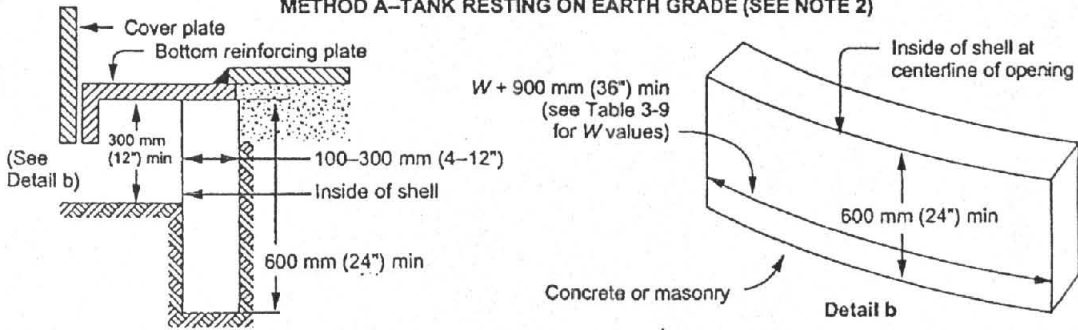 METHOD A–TANK RESTING ON EARTH GRADE (SEE NOTE 2)
Cover plate
Bottom reinforcing plate
300 mm
(12") min
(See
Detail b)
100–300 mm (4–12")
Inside of shell
600 mm (24") min
Inside of shell at
centerline of opening
W + 900 mm (36") min
(see Table 3-9
for W values)
600 mm (24") min
Concrete or masonry
Detail b